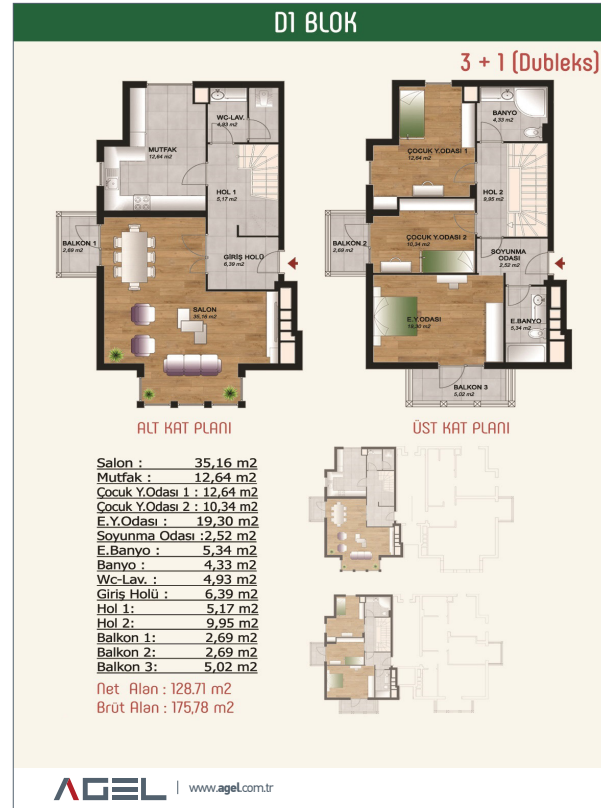 D1 BLOK
3 + 1 (Dubleks)
MUTFAK
12,64 m2
WC-LAV.
4,93 m2
HOL 1
5,17 m2
BALKON 1
2,69 m2
GİRİŞ HOLÜ
6,39 m2
SALON
35,16 m2
ALT KAT PLANI
BANYO
4,33 m2
ÇOCUK Y.ODASI 1
12,64 m2
HOL 2
9,95 m2
BALKON 2
2,69 m2
ÇOCUK Y.ODASI 2
10,34 m2
SOYUNMA
ODASI
2,52 m2
E.Y.ODASI
19,30 m2
E.BANYO
5,34 m2
BALKON 3
5,02 m2
ÜST KAT PLANI
Salon : 35,16 m2
Mutfak : 12,64 m2
Çocuk Y.Odası 1 : 12,64 m2
Çocuk Y.Odası 2 : 10,34 m2
E.Y.Odası : 19,30 m2
Soyunma Odası :2,52 m2
E.Banyo : 5,34 m2
Banyo : 4,33 m2
Wc-Lav. : 4,93 m2
Giriş Holü : 6,39 m2
Hol 1: 5,17 m2
Hol 2: 9,95 m2
Balkon 1: 2,69 m2
Balkon 2: 2,69 m2
Balkon 3: 5,02 m2
Net Alan : 128.71 m2
Brüt Alan : 175,78 m2
AGEL | www.agel.com.tr